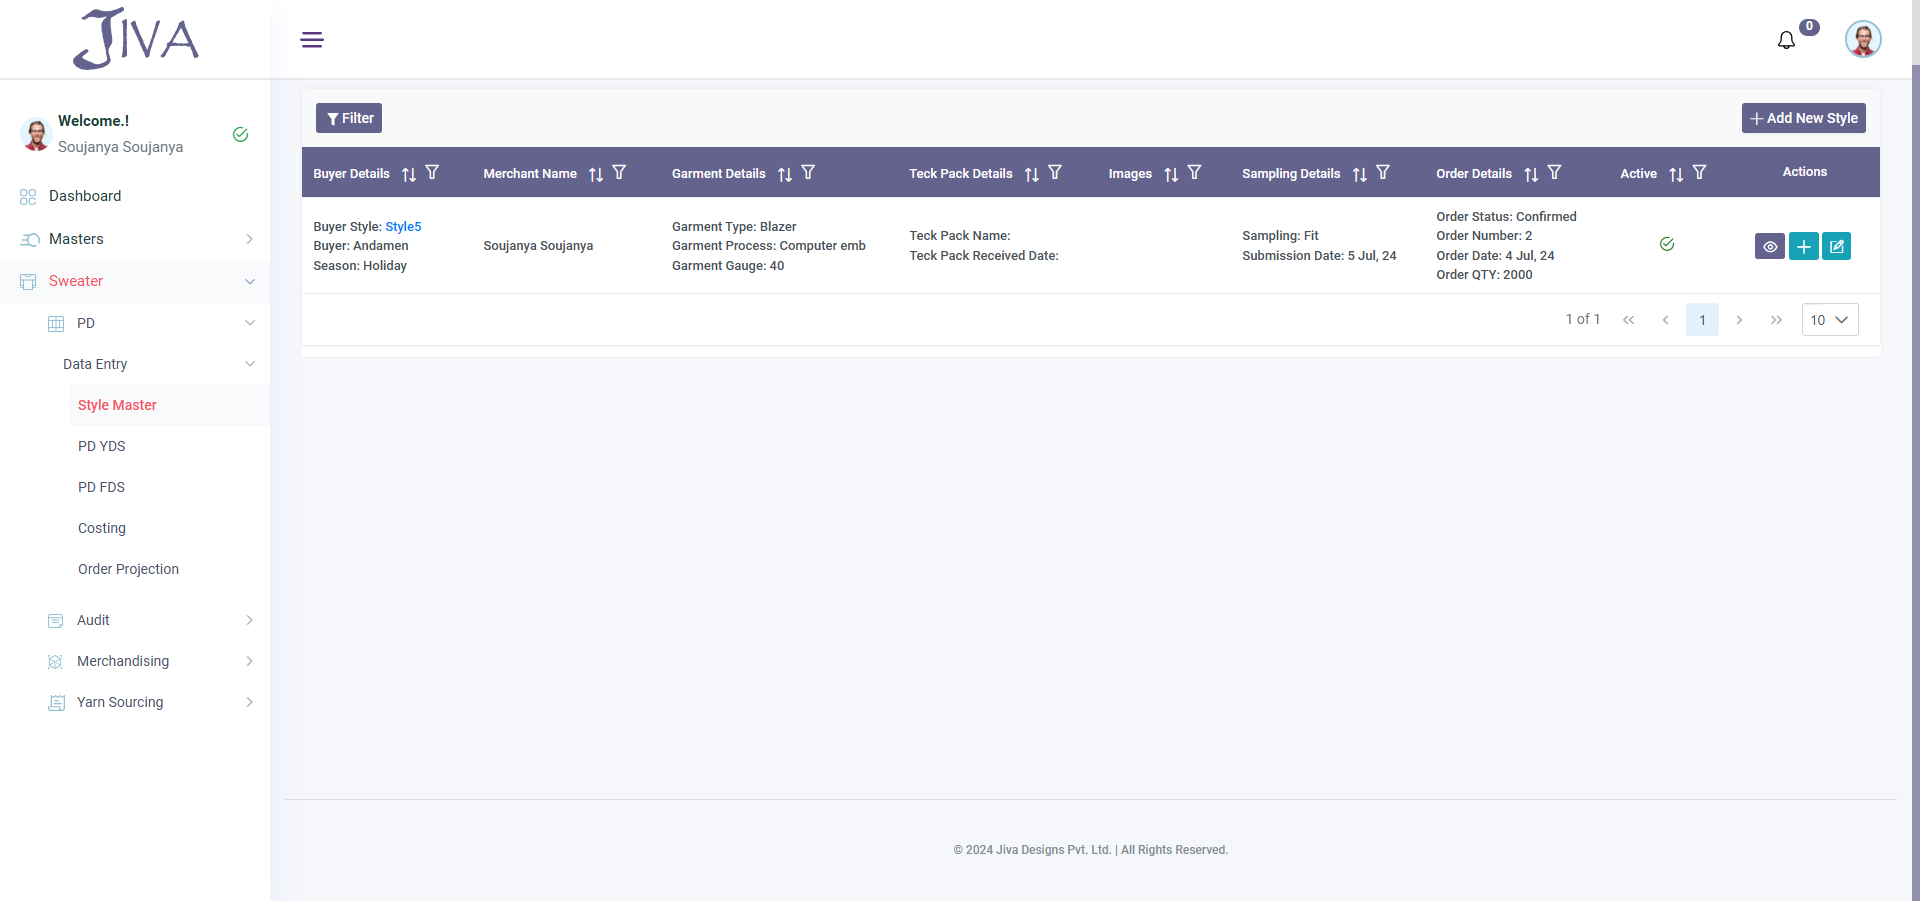 JIVA
0
Welcome.!
Soujanya Soujanya
Dashboard
Masters
Sweater
PD
Data Entry
Style Master
PD YDS
PD FDS
Costing
Order Projection
Audit
Merchandising
Yarn Sourcing
Filter
Add New Style
Buyer Details
Merchant Name
Garment Details
Teck Pack Details
Images
Sampling Details
Order Details
Active
Actions
Buyer Style: Style5
Buyer: Andamen
Season: Holiday
Soujanya Soujanya
Garment Type: Blazer
Garment Process: Computer emb
Garment Gauge: 40
Teck Pack Name:
Teck Pack Received Date:
Sampling: Fit
Submission Date: 5 Jul, 24
Order Status: Confirmed
Order Number: 2
Order Date: 4 Jul, 24
Order QTY: 2000
1 of 1
1
10
© 2024 Jiva Designs Pvt. Ltd. | All Rights Reserved.